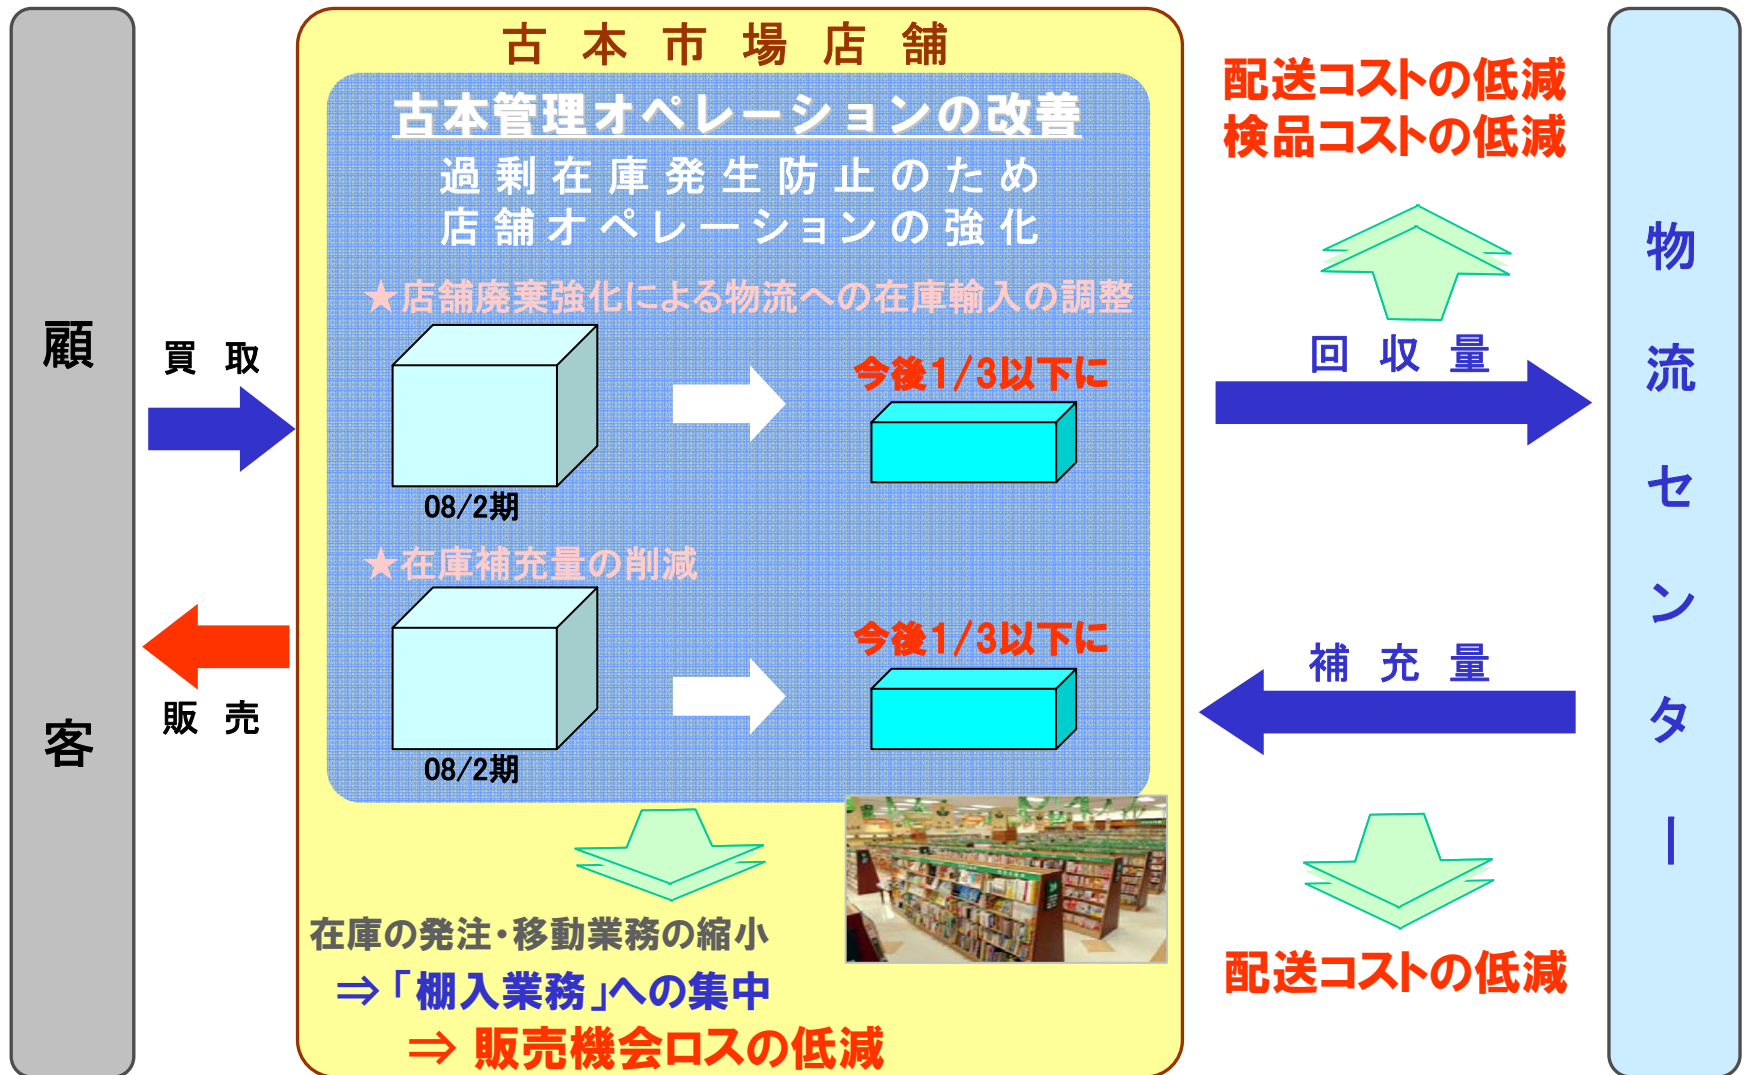 顧客
買取
販売
古本市場店舗
古本管理オペレーションの改善
過剰在庫発生防止のため
店舗オペレーションの強化
★店舗廃棄強化による物流への在庫輸入の調整
今後1/3以下に
08/2期
★在庫補充量の削減
今後1/3以下に
08/2期
在庫の発注・移動業務の縮小
⇒「棚入業務」への集中
⇒ 販売機会ロスの低減
配送コストの低減
検品コストの低減
回収量
補充量
配送コストの低減
物流センター